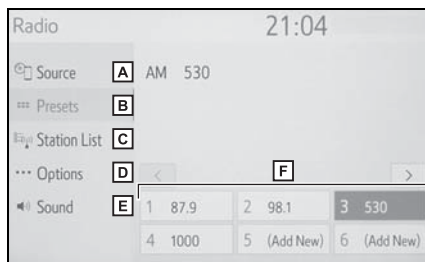 Radio 21:04
Source A AM 530
Presets B
Station List C
Options D < F >
Sound E 1 87.9 2 98.1 3 530
4 1000 5 (Add New) 6 (Add New)